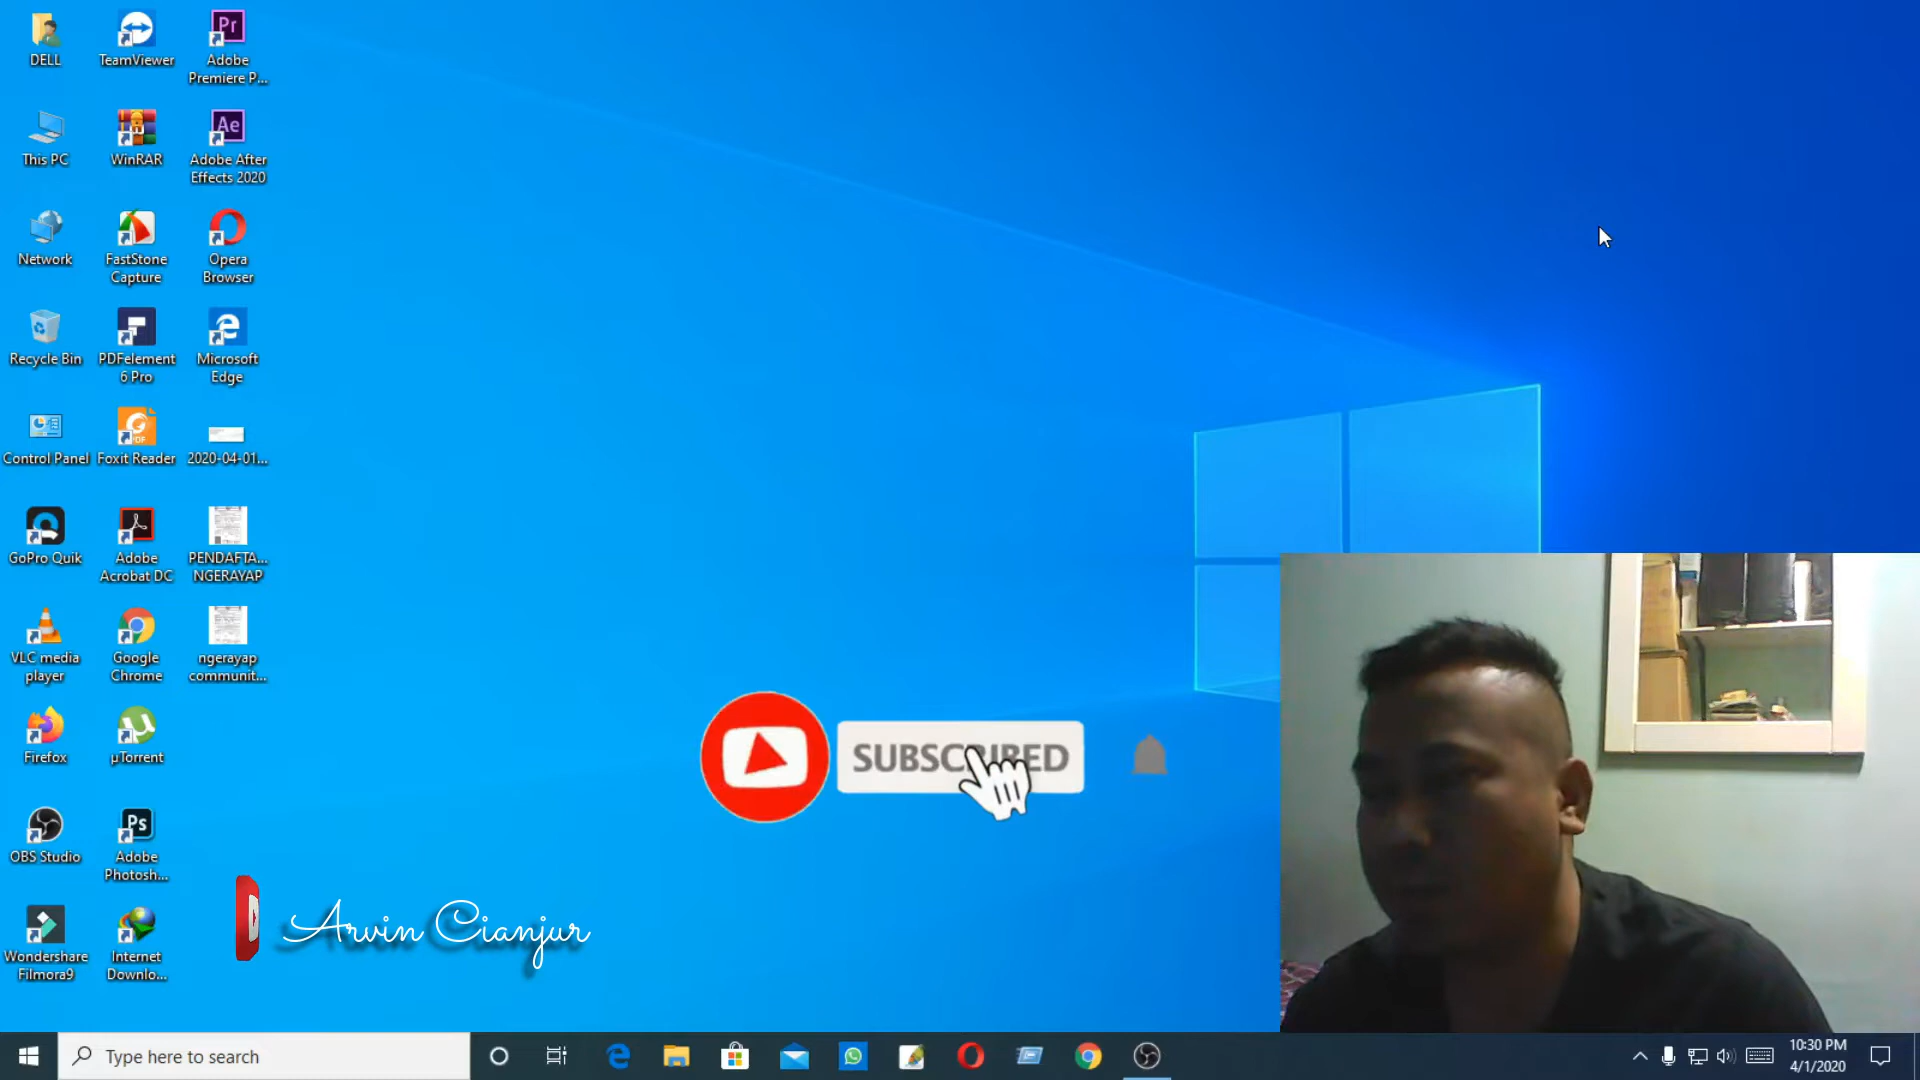 DELL
TeamViewer
Adobe
Premiere P...
This PC
WinRAR
Adobe After
Effects 2020
Network
FastStone
Capture
Opera
Browser
Recycle Bin
PDFelement
6 Pro
Microsoft
Edge
Control Panel
Foxit Reader
2020-04-01...
GoPro Quik
Adobe
Acrobat DC
PENDAFTA...
NGERAYAP
VLC media
player
Google
Chrome
ngerayap
communit...
Firefox
µTorrent
SUBSCRIBED
OBS Studio
Adobe
Photosh...
Arvin Cianjur
Wondershare
Filmora9
Internet
Downlo...
Type here to search
10:30 PM
4/1/2020